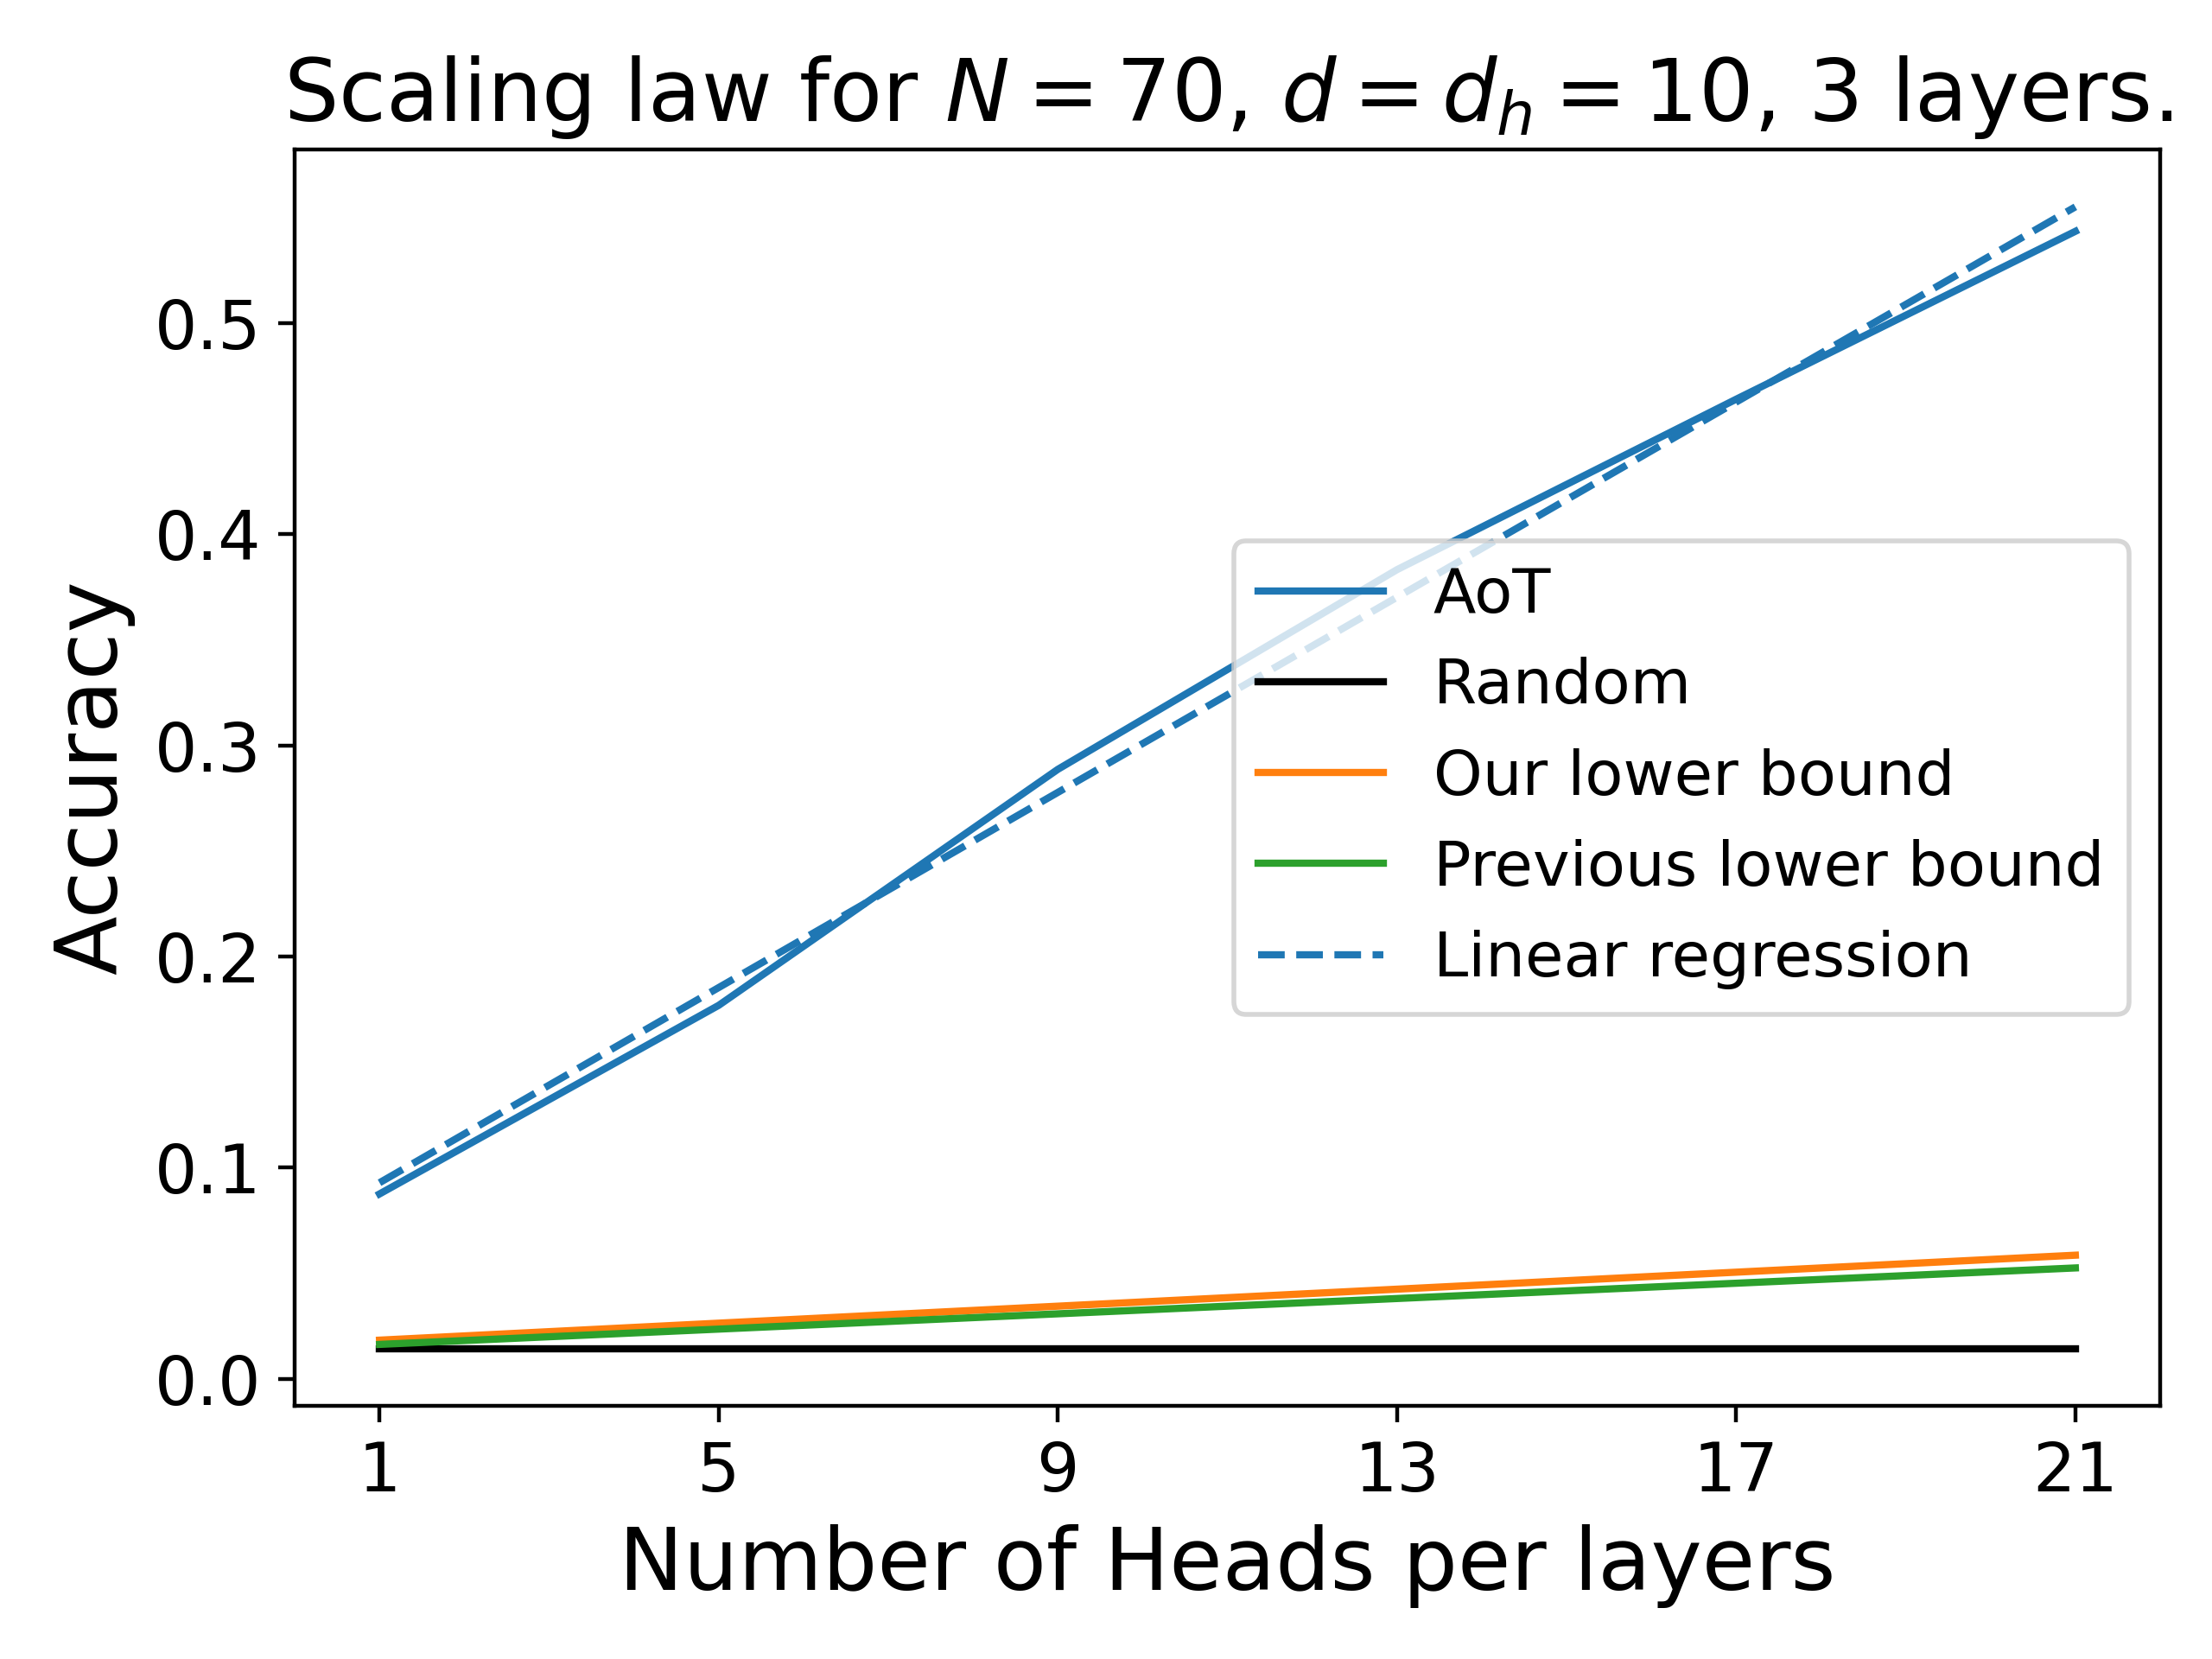 Scaling law for N = 70, d = d_h = 10, 3 layers.
Accuracy
0.5
0.4
0.3
0.2
0.1
0.0
AoT
Random
Our lower bound
Previous lower bound
Linear regression
1 5 9 13 17 21
Number of Heads per layers